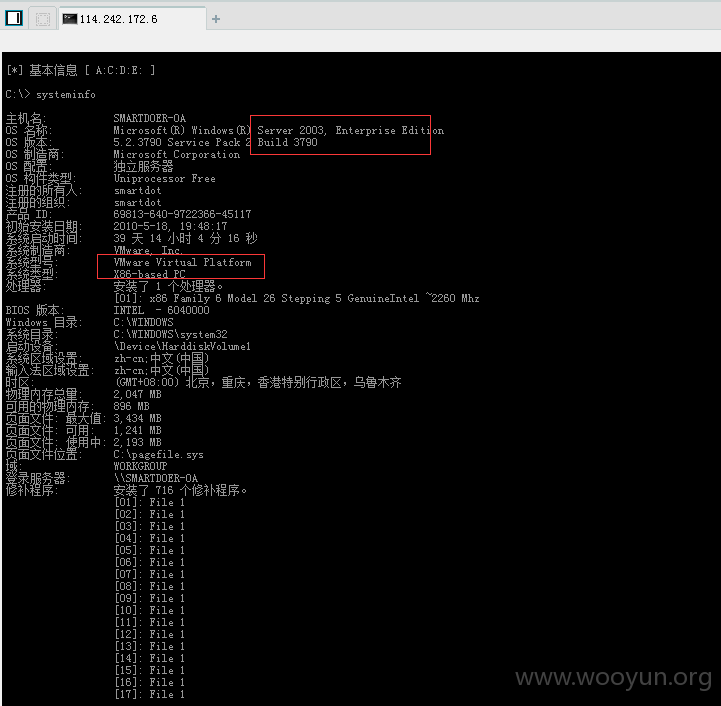 114.242.172.6
[*] 基本信息 [ A:C:D:E: ]
C:\> systeminfo
主机名: SMARTDOER-OA
OS 名称: Microsoft(R) Windows(R) Server 2003, Enterprise Edition
OS 版本: 5.2.3790 Service Pack 2 Build 3790
OS 制造商: Microsoft Corporation
OS 配置: 独立服务器
OS 构件类型: Uniprocessor Free
注册的所有人: smartdot
注册的组织: smartdot
产品 ID: 69813-640-9722366-45117
初始安装日期: 2010-5-18, 19:48:17
系统启动时间: 39 天 14 小时 4 分 16 秒
系统制造商: VMware, Inc.
系统型号: VMware Virtual Platform
系统类型: X86-based PC
处理器: 安装了 1 个处理器。
[01]: x86 Family 6 Model 26 Stepping 5 GenuineIntel ~2260 Mhz
BIOS 版本: INTEL  - 6040000
Windows 目录: C:\WINDOWS
系统目录: C:\WINDOWS\system32
启动设备: \Device\HarddiskVolume1
系统区域设置: zh-cn;中文(中国)
输入法区域设置: zh-cn;中文(中国)
时区: (GMT+08:00) 北京，重庆，香港特别行政区，乌鲁木齐
物理内存总量: 2,047 MB
可用的物理内存: 896 MB
页面文件: 最大值: 3,434 MB
页面文件: 可用: 1,241 MB
页面文件: 使用中: 2,193 MB
页面文件位置: C:\pagefile.sys
域: WORKGROUP
登录服务器: \\SMARTDOER-OA
修补程序: 安装了 716 个修补程序。
[01]: File 1
[02]: File 1
[03]: File 1
[04]: File 1
[05]: File 1
[06]: File 1
[07]: File 1
[08]: File 1
[09]: File 1
[10]: File 1
[11]: File 1
[12]: File 1
[13]: File 1
[14]: File 1
[15]: File 1
[16]: File 1
[17]: File 1
www.wooyun.org